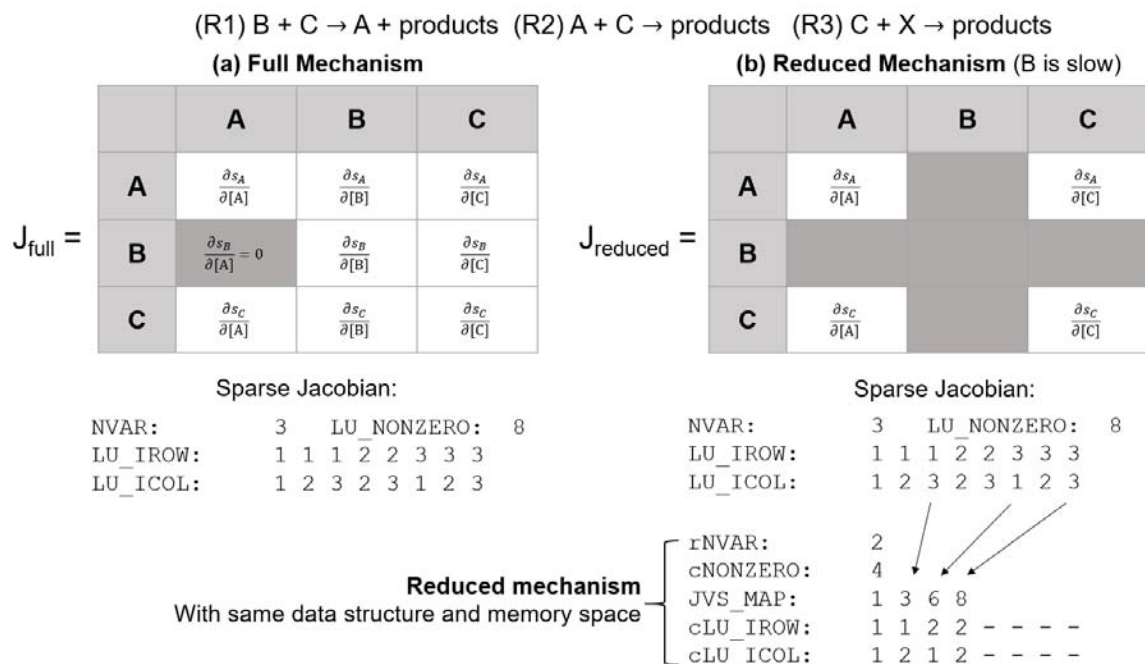 (R1) B + C → A + products (R2) A + C → products (R3) C + X → products
(a) Full Mechanism
A B C
J_full =
A ∂s_A/∂[A] ∂s_A/∂[B] ∂s_A/∂[C]
B ∂s_B/∂[A] = 0 ∂s_B/∂[B] ∂s_B/∂[C]
C ∂s_C/∂[A] ∂s_C/∂[B] ∂s_C/∂[C]
Sparse Jacobian:
NVAR: 3 LU_NONZERO: 8
LU_IROW: 1 1 1 2 2 3 3 3
LU_ICOL: 1 2 3 2 3 1 2 3
(b) Reduced Mechanism (B is slow)
A B C
J_reduced =
A ∂s_A/∂[A] ∂s_A/∂[C]
B
C ∂s_C/∂[A] ∂s_C/∂[C]
Sparse Jacobian:
NVAR: 3 LU_NONZERO: 8
LU_IROW: 1 1 1 2 2 3 3 3
LU_ICOL: 1 2 3 2 3 1 2 3
Reduced mechanism
With same data structure and memory space
rNVAR: 2
cNONZERO: 4
JVS_MAP: 1 3 6 8
cLU_IROW: 1 1 2 2 - - - -
cLU_ICOL: 1 2 1 2 - - - -